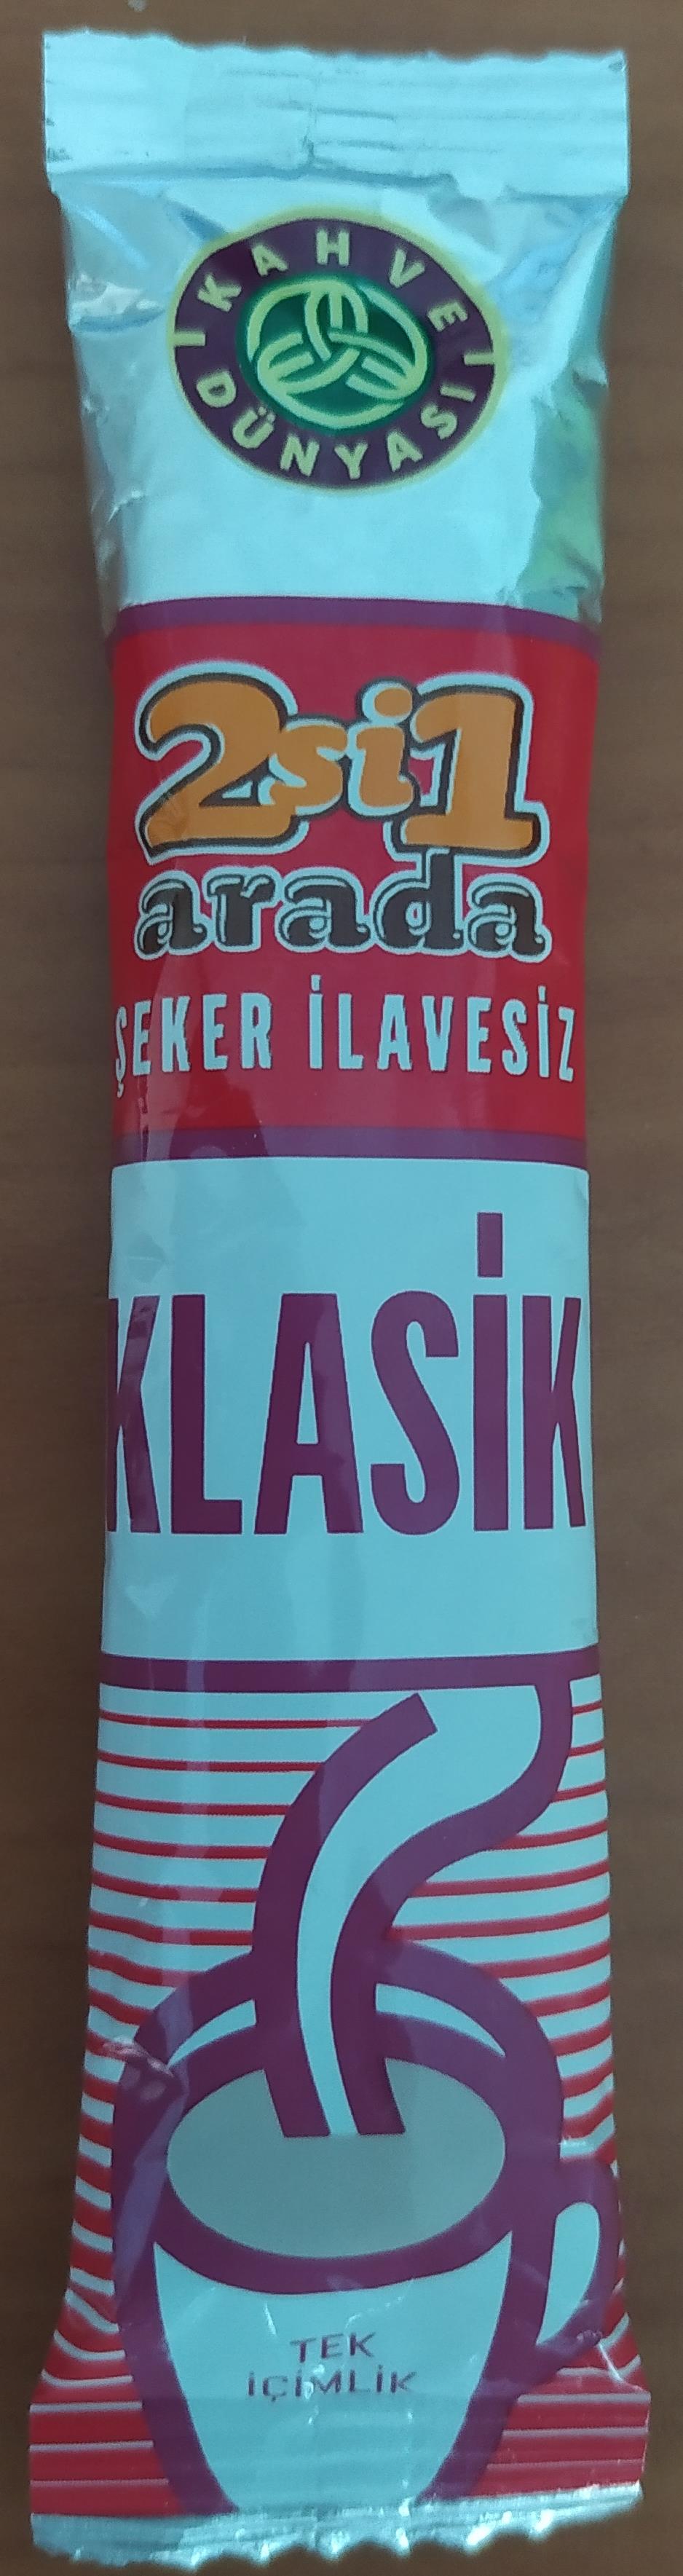 KAHVE
DÜNYASI
2si1
arada
ŞEKER İLAVESİZ
KLASİK
TEK
İÇİMLİK